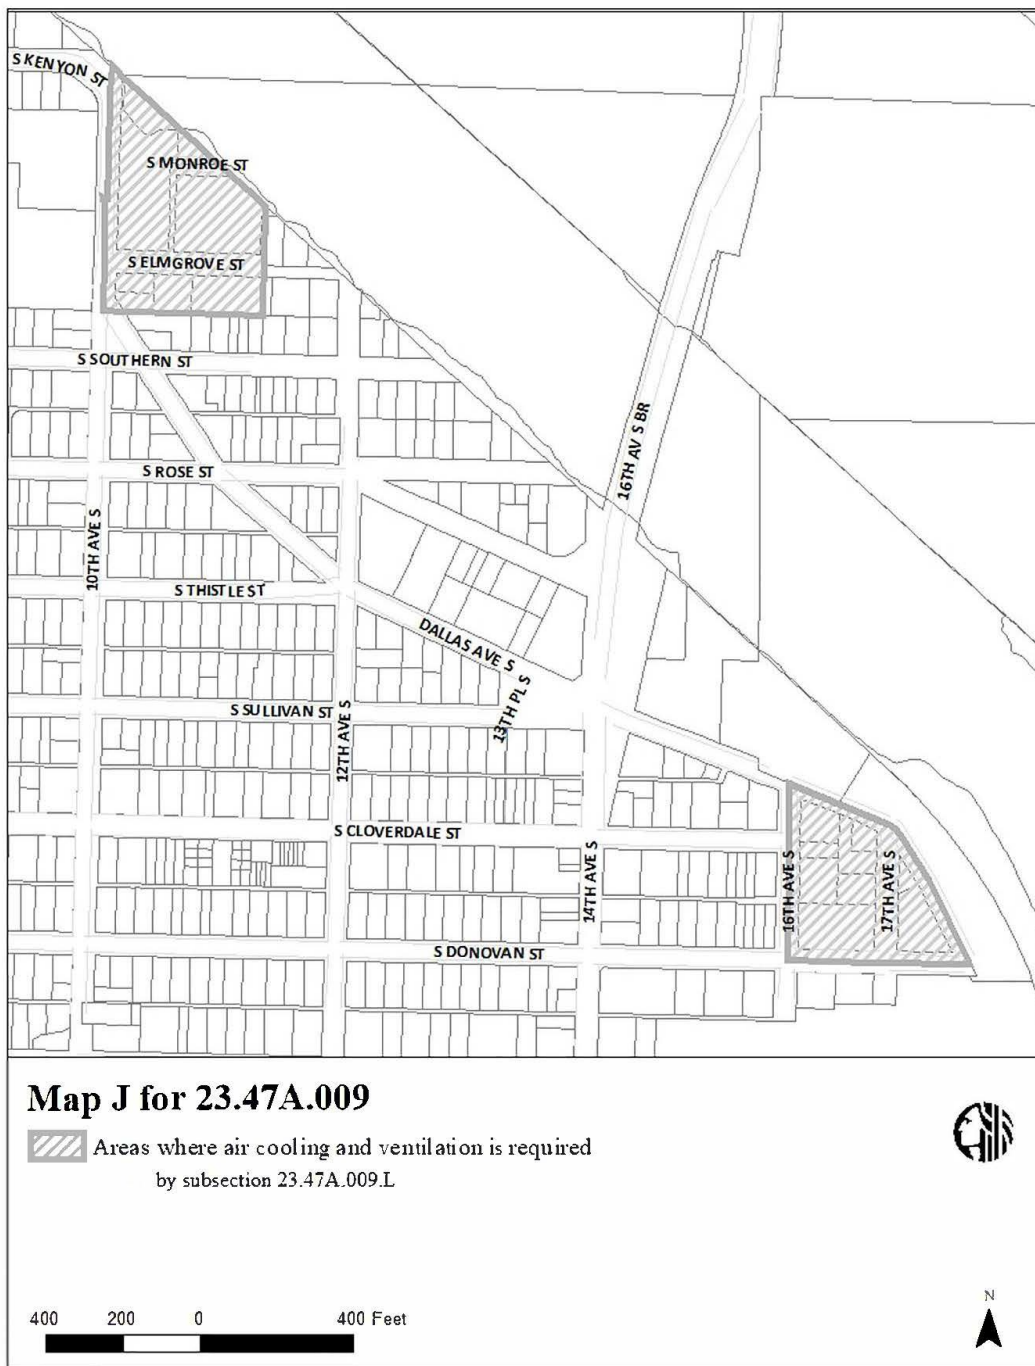 S KENYON ST
S MONROE ST
S ELMGROVE ST
S SOUTHERN ST
16TH AV S BR
S ROSE ST
10TH AVE S
S THISTLE ST
DALLAS AVE S
13TH PL S
S SULLIVAN ST
12TH AVE S
S CLOVERDALE ST
14TH AVE S
16TH AVE S
17TH AVE S
S DONOVAN ST
Map J for 23.47A.009
Areas where air cooling and ventilation is required
by subsection 23.47A.009.L
400 200 0 400 Feet
N